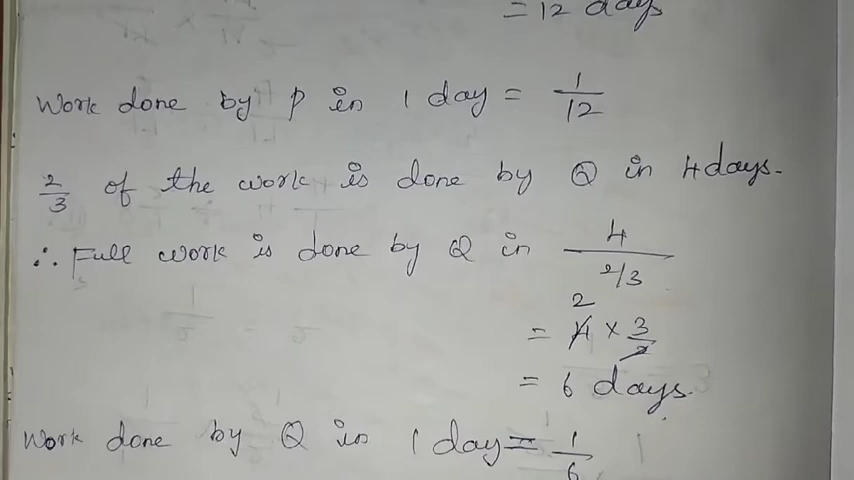 = 12 days
Work done by P in 1 day = 1/12
2/3 of the work is done by Q in 4 days.
∴ Full work is done by Q in 4/(2/3)
= 4 × 3/2 2
= 6 days.
Work done by Q in 1 day = 1/6